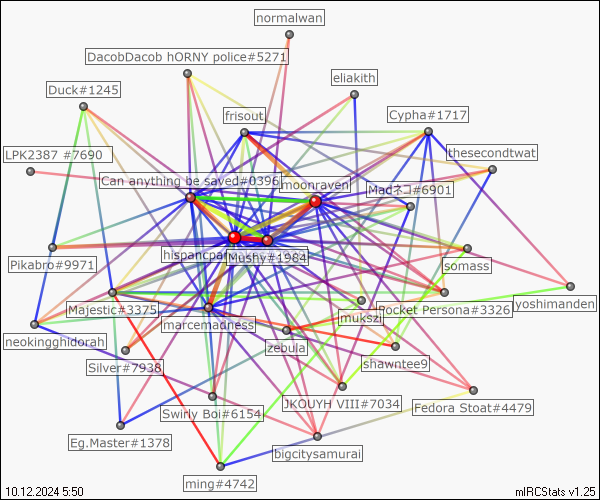 normalwan
DacobDacob hORNY police#5271
eliakith
Duck#1245
frisout
Cypha#1717
LPK2387 #7690
thesecondtwat
Can anything be saved#0396
moonraven
Macネコ#6901
hispancpa
Mushy#1984
somass
Pikabro#9971
yoshimanden
Majestic#3375
Pocket Persona#3326
mukszi
marcemadness
neokingghidorah
zebula
shawntee9
Silver#7938
JKOUYH VIII#7034
Fedora Stoat#4479
Swirly Boi#6154
Eg.Master#1378
bigcitysamurai
ming#4742
10.12.2024 5:50
mIRCStats v1.25